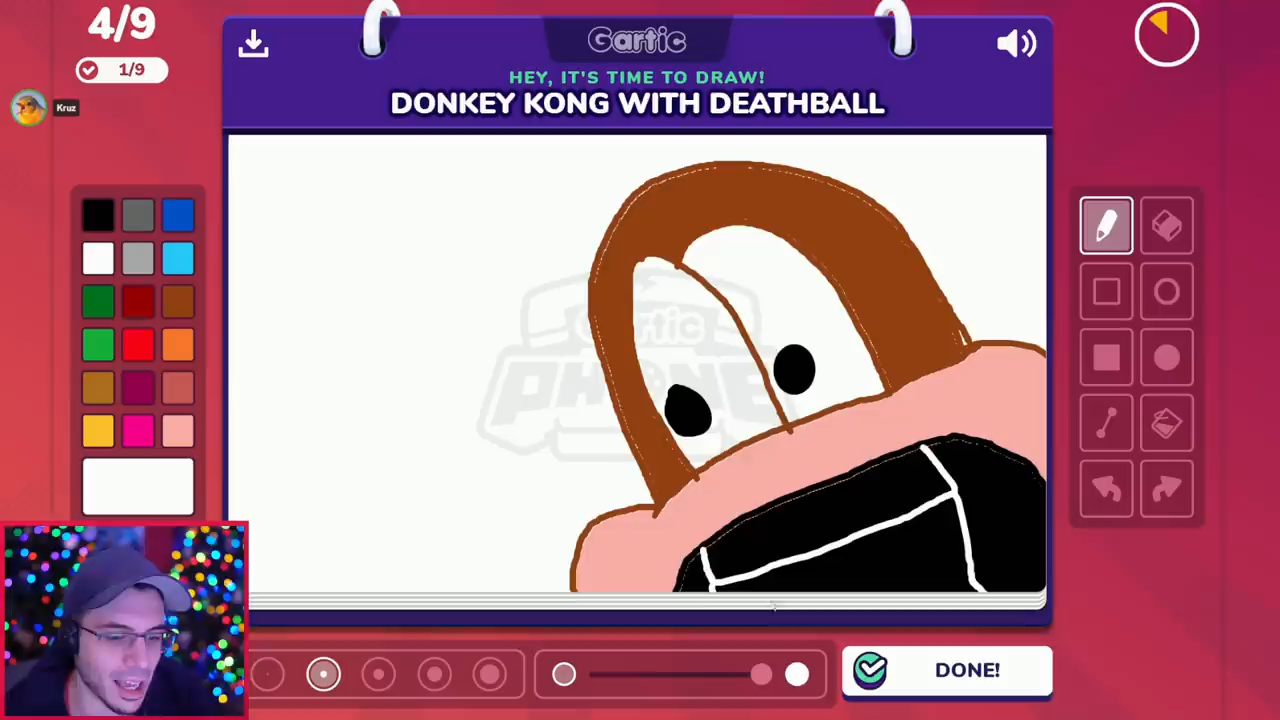 4/9
1/9
Kruz
Gartic
HEY, IT'S TIME TO DRAW!
DONKEY KONG WITH DEATHBALL
Gartic
PHONE
DONE!